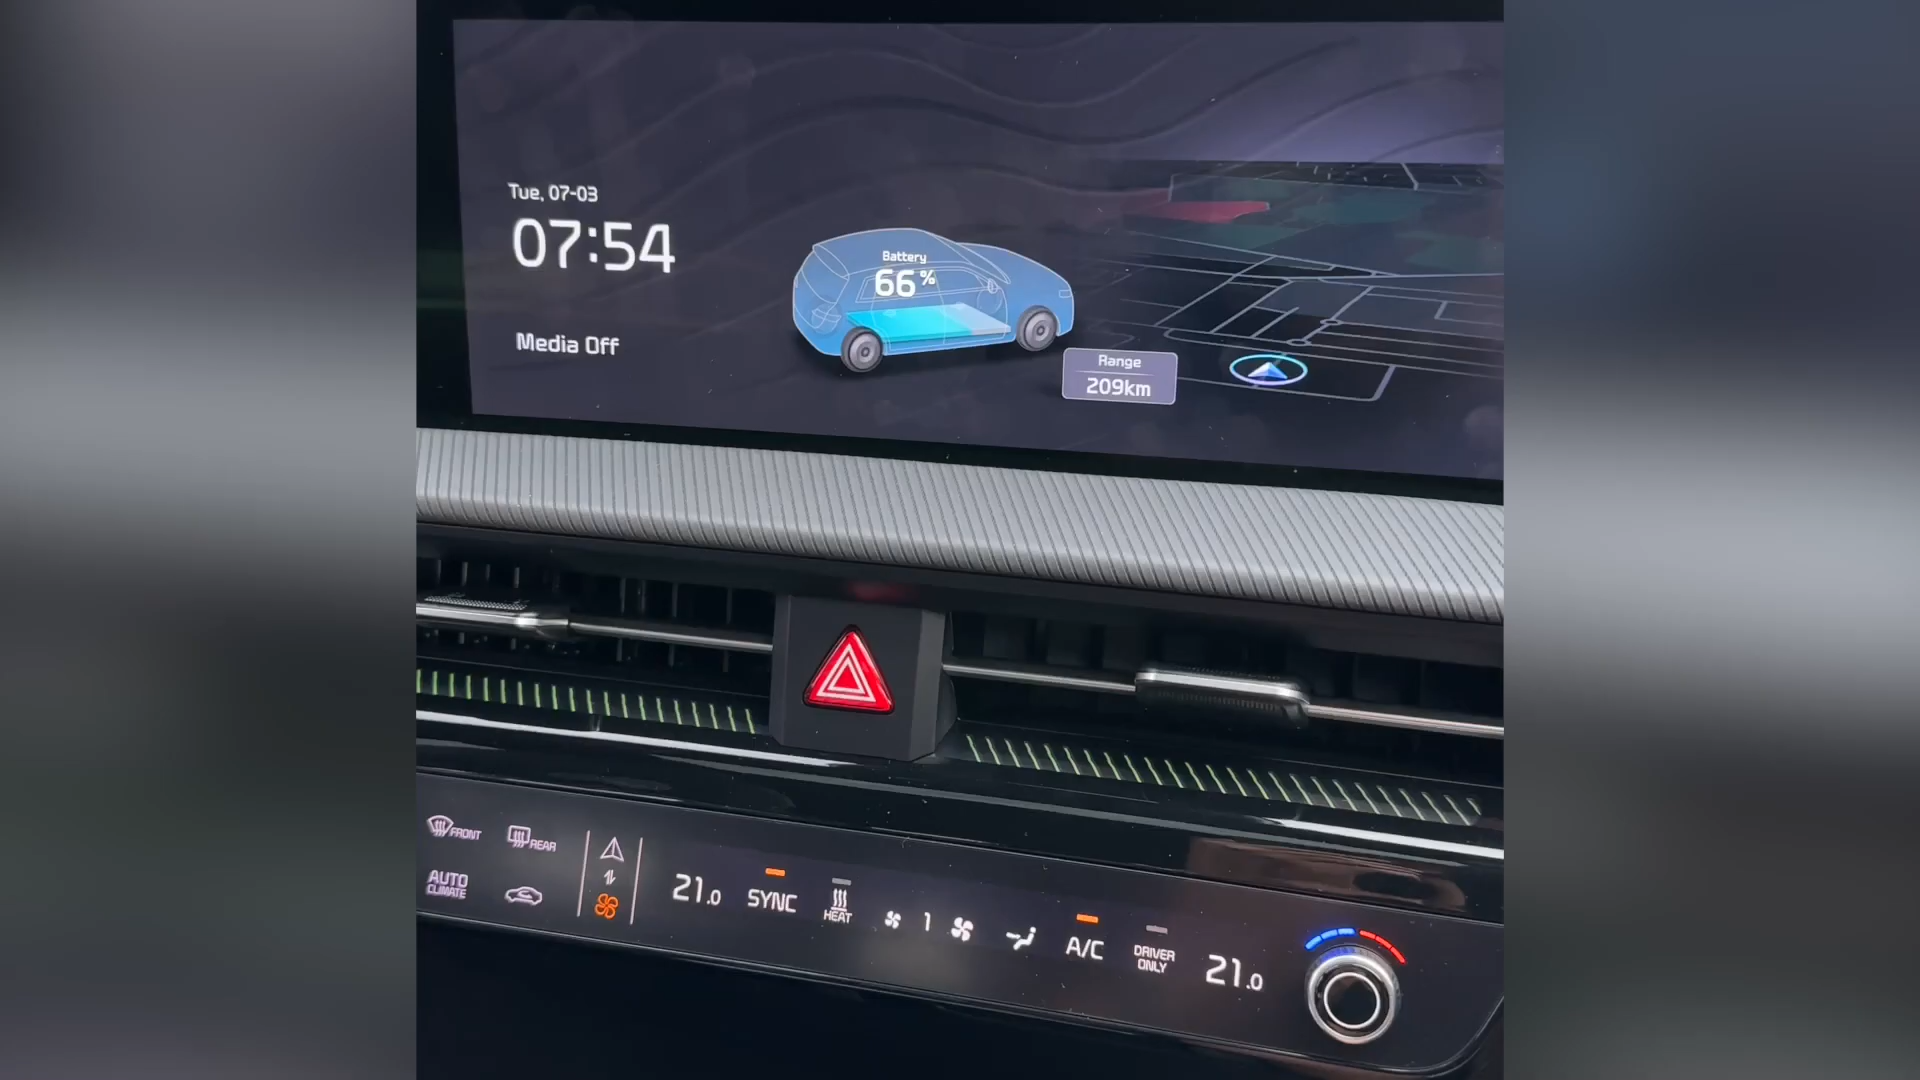 Tue, 07-03
07:54
Media Off
Battery
66%
Range
209km
FRONT
REAR
AUTO
CLIMATE
21.0
SYNC
HEAT
1
A/C
DRIVER
ONLY
21.0